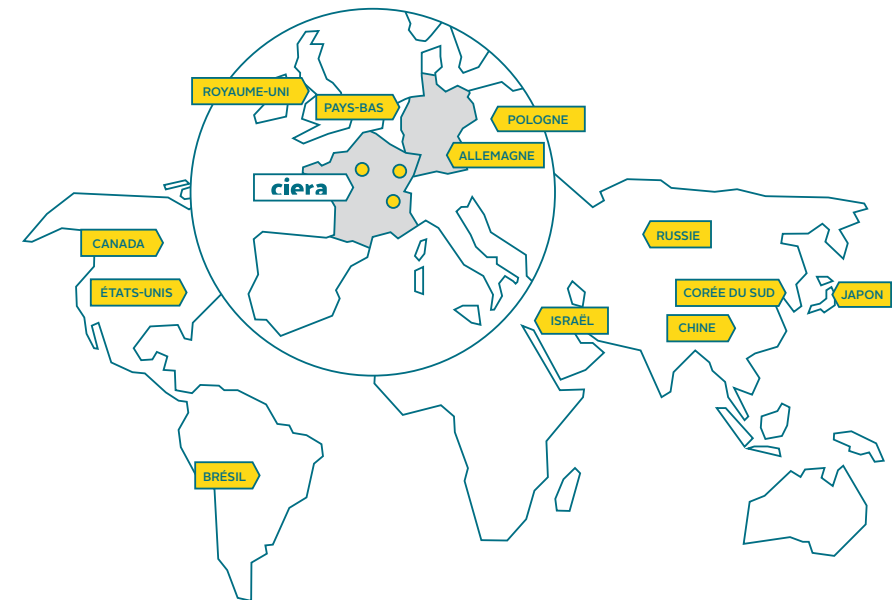 ROYAUME-UNI
PAYS-BAS
POLOGNE
ALLEMAGNE
ciera
CANADA
RUSSIE
ÉTATS-UNIS
CORÉE DU SUD
JAPON
ISRAËL
CHINE
BRÉSIL